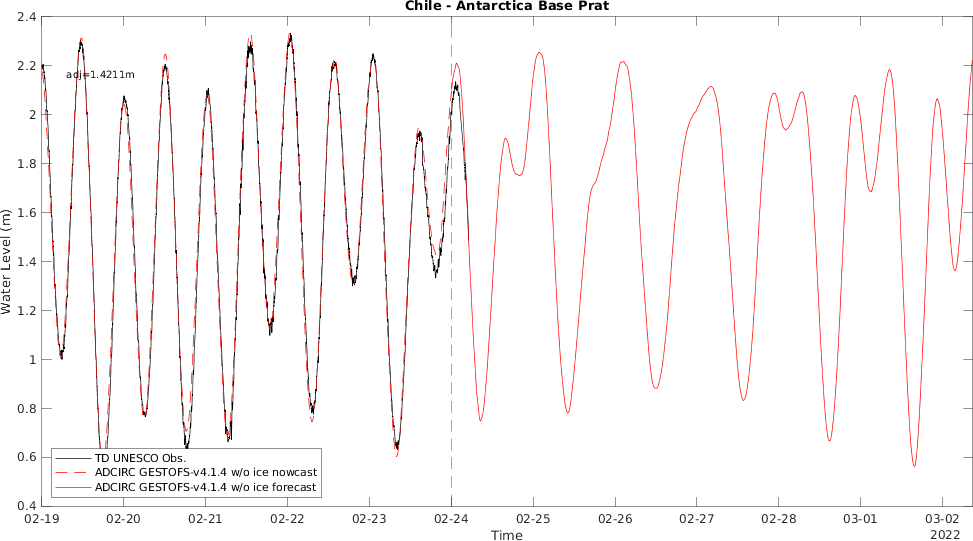 Chile - Antarctica Base Prat
2.4
2.2
2
1.8
1.6
1.4
1.2
1
0.8
0.6
0.4
Water Level (m)
adj=1.4211m
TD UNESCO Obs.
ADCIRC GESTOFS-v4.1.4 w/o ice nowcast
ADCIRC GESTOFS-v4.1.4 w/o ice forecast
02-19 02-20 02-21 02-22 02-23 02-24 02-25 02-26 02-27 02-28 03-01 03-02
Time 2022